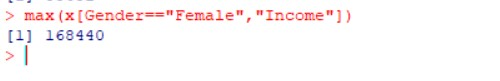 > max(x[Gender=="Female","Income"])
[1] 168440
>